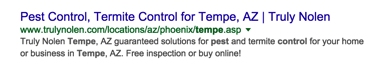 Pest Control, Termite Control for Tempe, AZ | Truly Nolen
www.trulynolen.com/locations/az/phoenix/tempe.asp ▼
Truly Nolen Tempe, AZ guaranteed solutions for pest and termite control for your home
or business in Tempe, AZ. Free inspection or buy online!